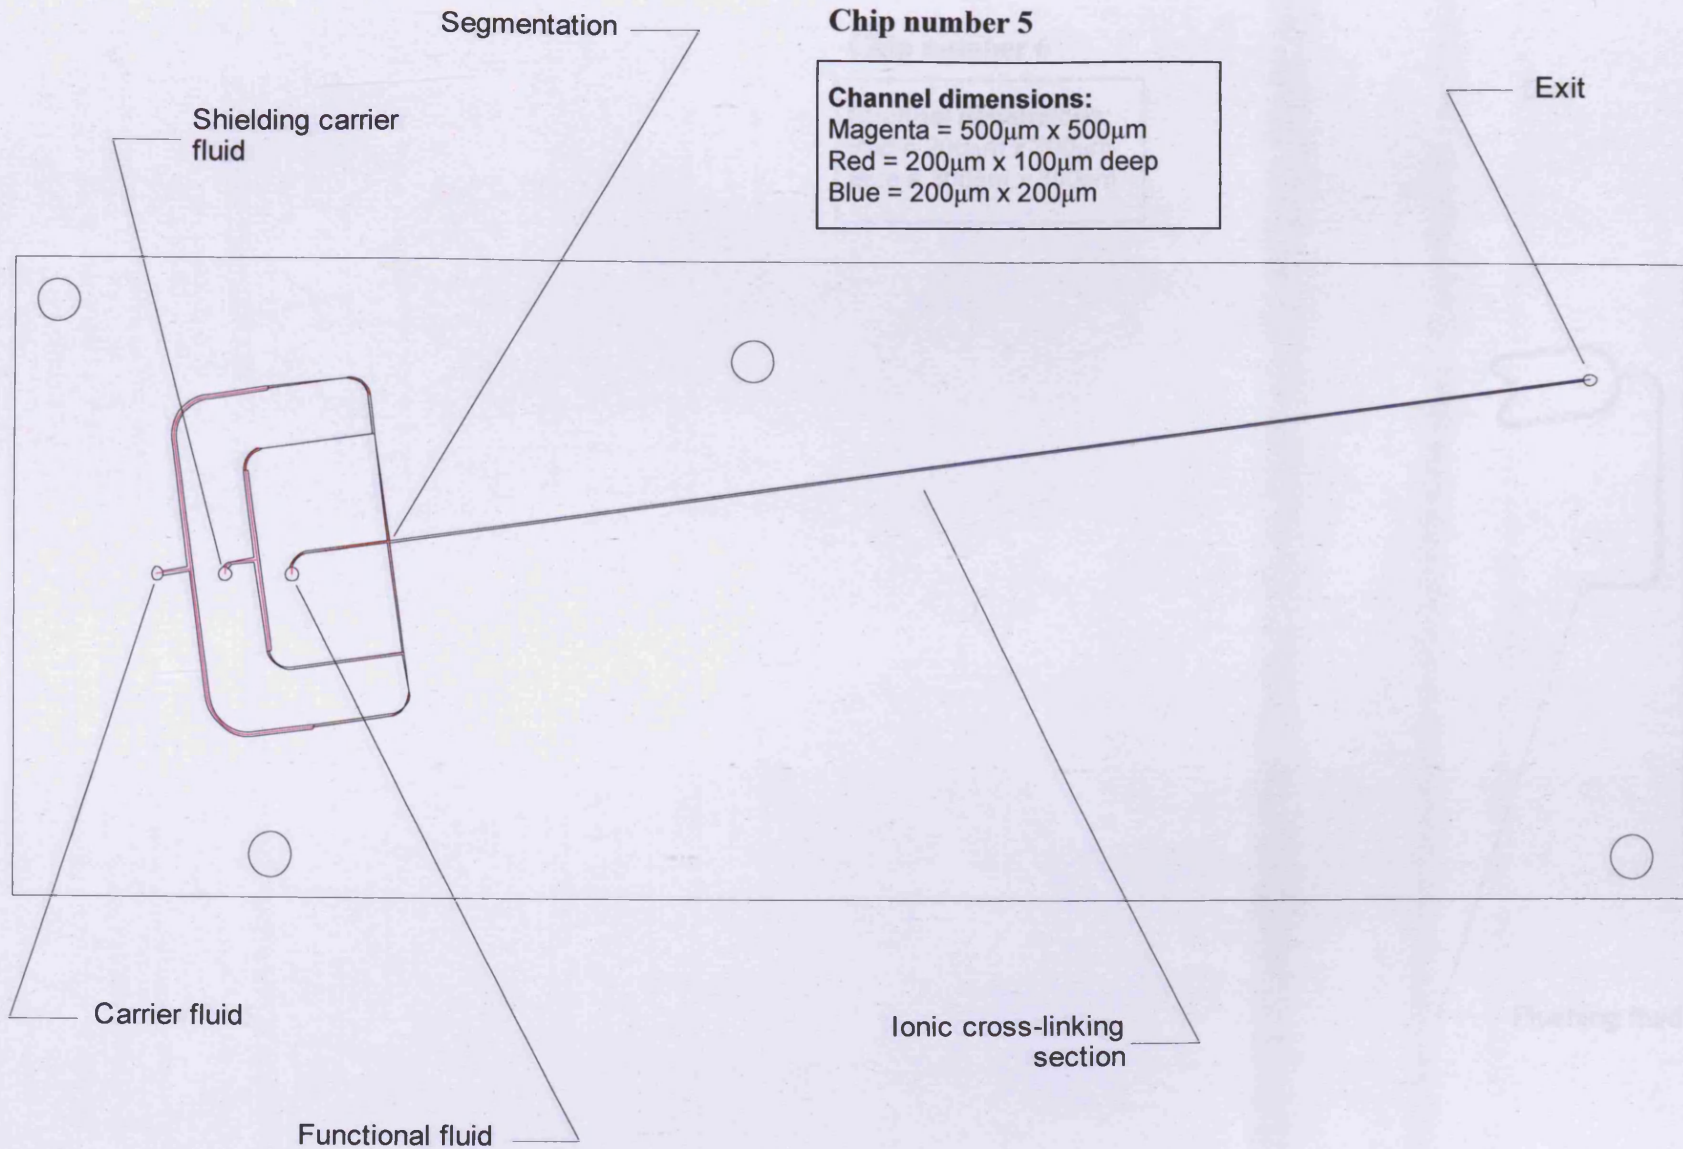 Segmentation
Chip number 5
Channel dimensions:
Magenta = 500μm x 500μm
Red = 200μm x 100μm deep
Blue = 200μm x 200μm
Exit
Shielding carrier
fluid
Carrier fluid
Ionic cross-linking
section
Functional fluid